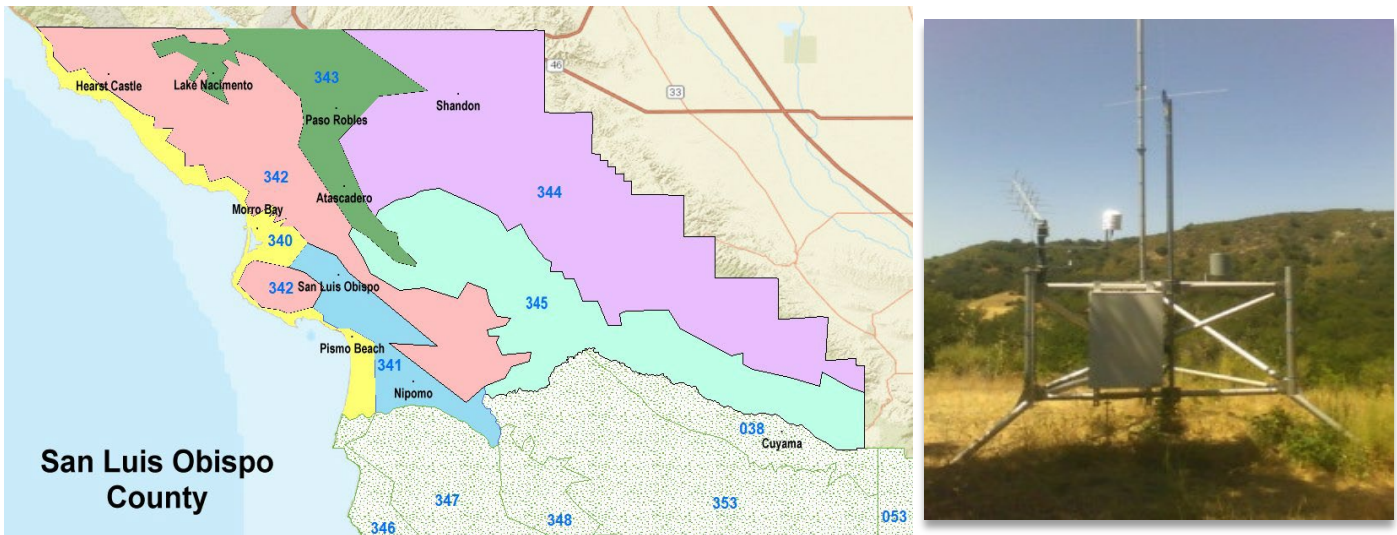 46
33
343
Hearst Castle
Lake Nacimento
Shandon
Paso Robles
342
344
Atascadero
Morro Bay
340
342
San Luis Obispo
345
Pismo Beach
341
Nipomo
038
Cuyama
San Luis Obispo
County
347
353
346
348
053